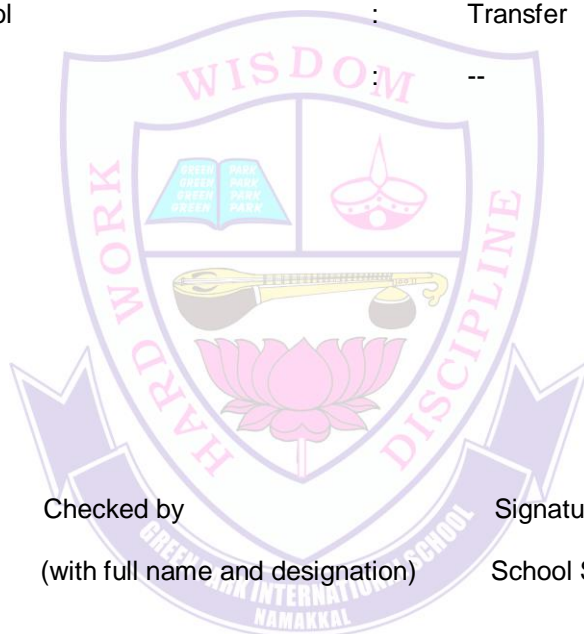 ol : Transfer
: --
WISDOM
HARD WORK
DISCIPLINE
GREEN PARK
GREEN PARK
GREEN PARK
GREEN PARK
Checked by Signatu
(with full name and designation) School S
GREEN PARK INTERNATIONAL SCHOOL
NAMAKKAL